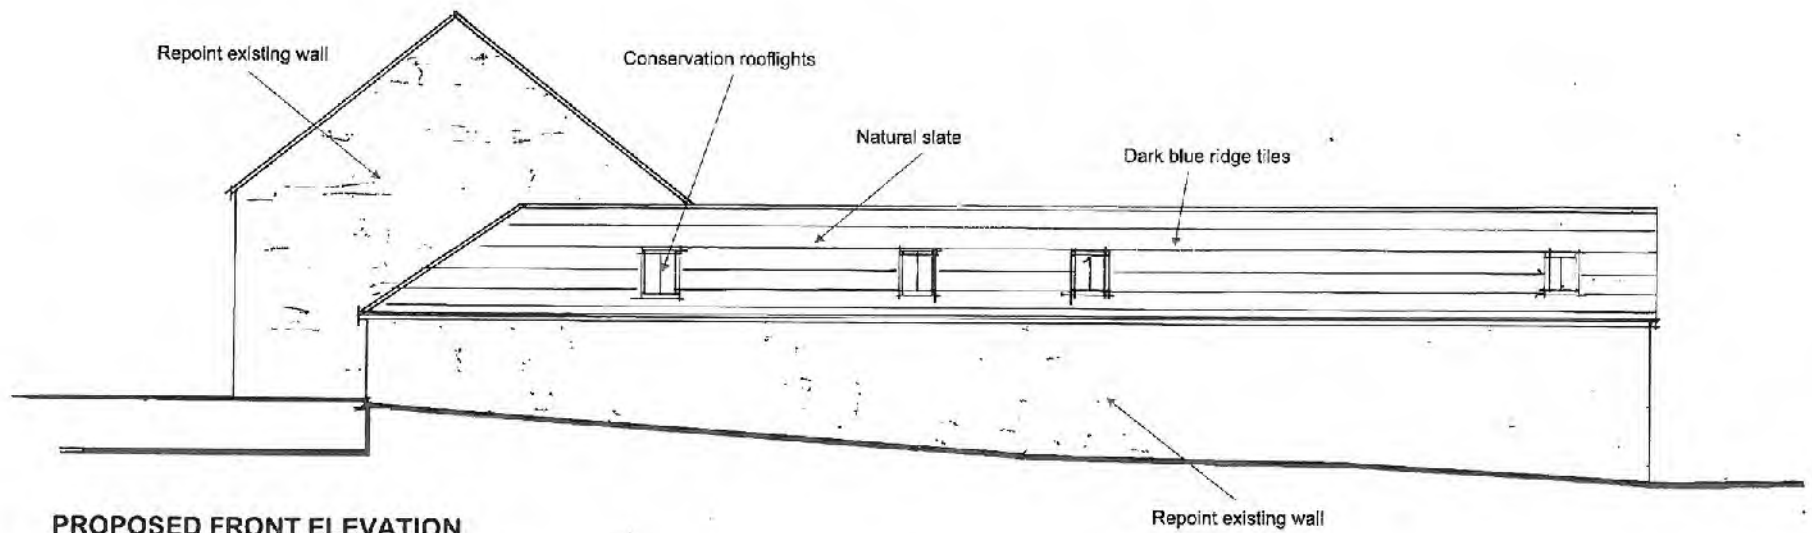 Repoint existing wall
Conservation rooflights
Natural slate
Dark blue ridge tiles
Repoint existing wall
PROPOSED FRONT ELEVATION